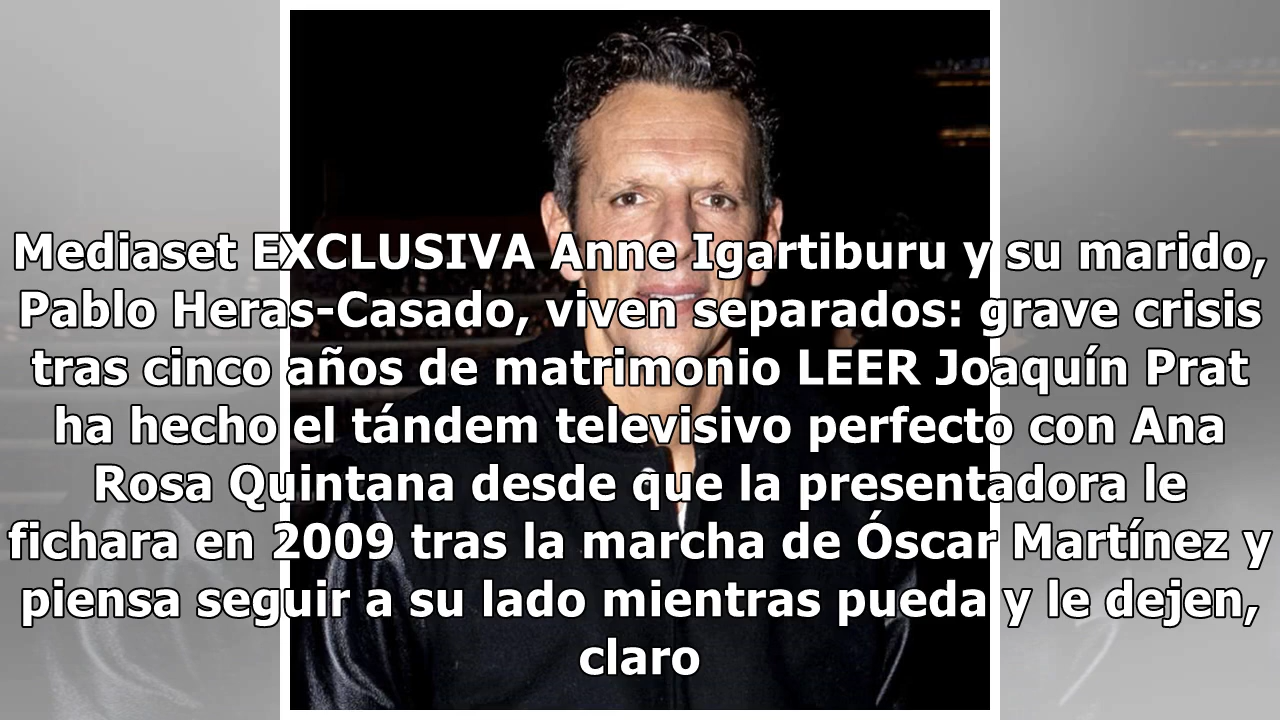 Mediaset EXCLUSIVA Anne Igartiburu y su marido,
Pablo Heras-Casado, viven separados: grave crisis
tras cinco años de matrimonio LEER Joaquín Prat
ha hecho el tándem televisivo perfecto con Ana
Rosa Quintana desde que la presentadora le
fichara en 2009 tras la marcha de Óscar Martínez y
piensa seguir a su lado mientras pueda y le dejen,
claro